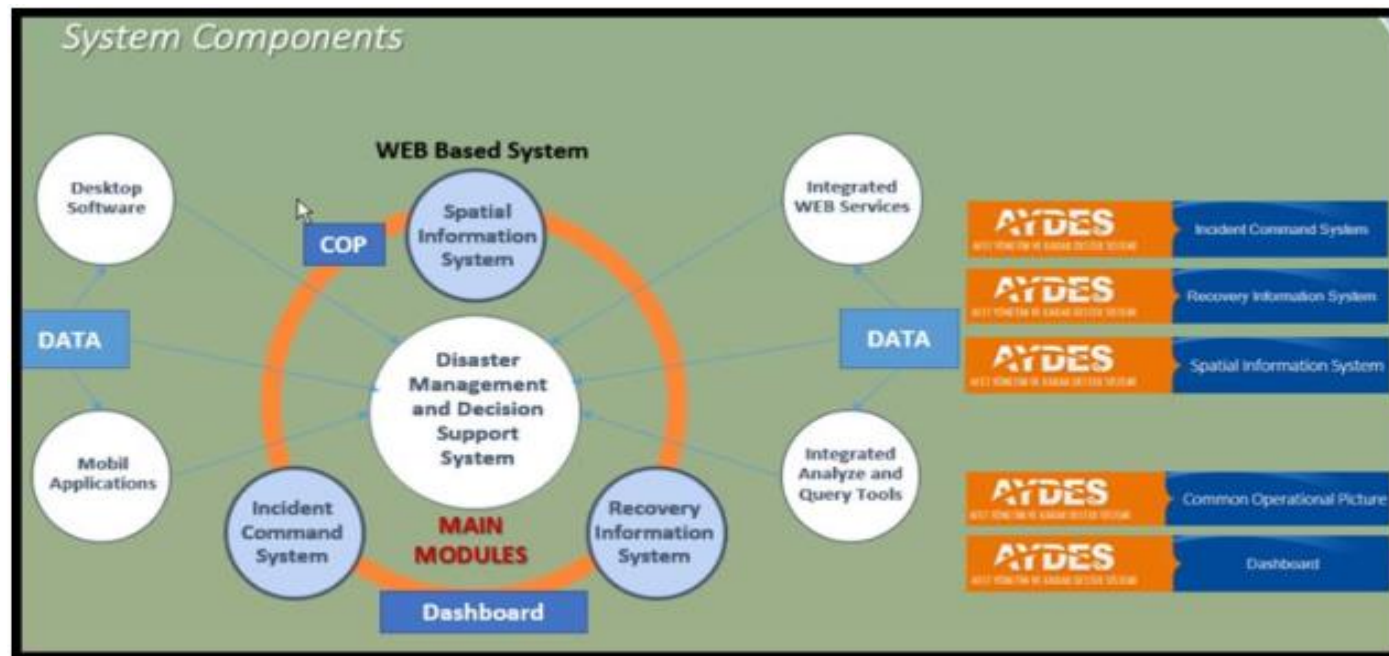 System Components
WEB Based System
Desktop
Software
COP
Spatial
Information
System
Integrated
WEB Services
DATA
Disaster
Management
and Decision
Support
System
DATA
Mobil
Applications
Incident
Command
System
MAIN
MODULES
Recovery
Information
System
Integrated
Analyze and
Query Tools
Dashboard
AYDES
Incident Command System
AYDES
Recovery Information System
AYDES
Spatial Information System
AYDES
Common Operational Picture
AYDES
Dashboard